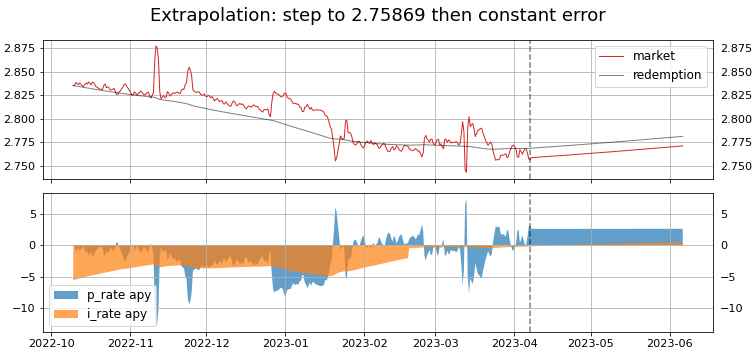 Extrapolation: step to 2.75869 then constant error
2.875 2.875
2.850 2.850
2.825 2.825
2.800 2.800
2.775 2.775
2.750 2.750
market
redemption
5 5
0 0
−5 −5
−10 −10
p_rate apy
i_rate apy
2022-10 2022-11 2022-12 2023-01 2023-02 2023-03 2023-04 2023-05 2023-06